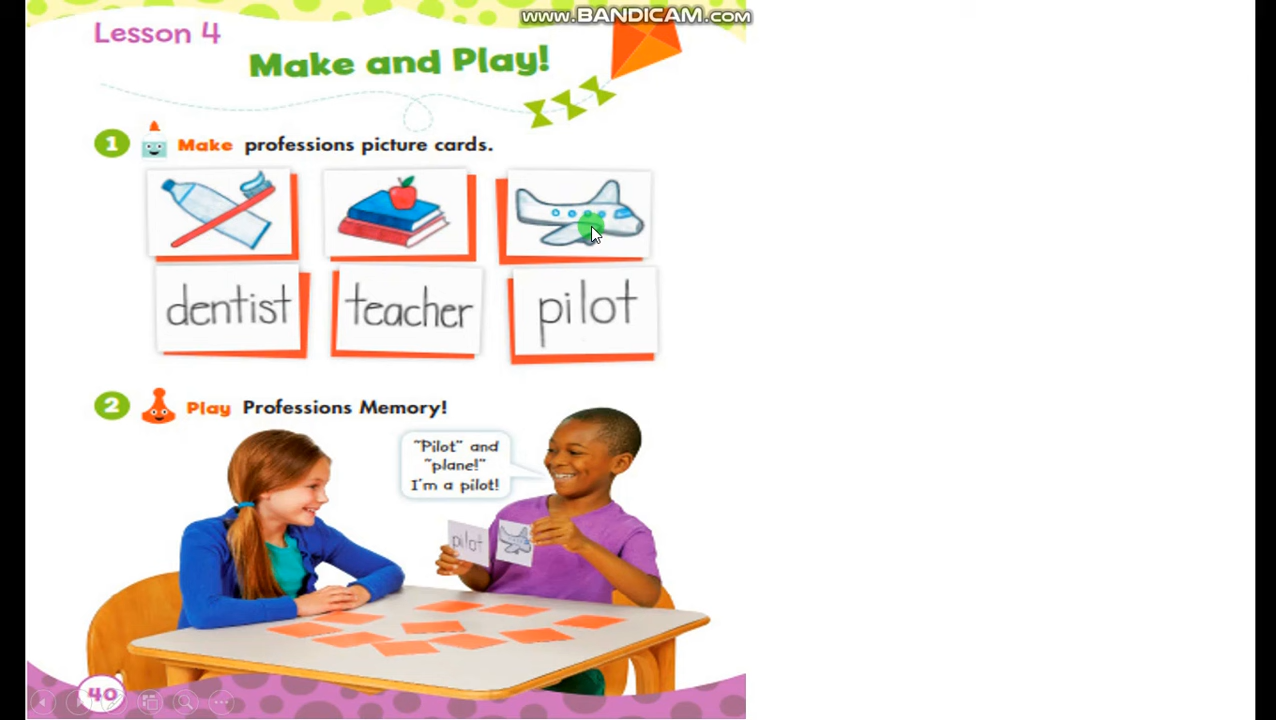 www.BANDICAM.com
Lesson 4
Make and Play!
1 Make professions picture cards.
dentist teacher pilot
2 Play Professions Memory!
"Pilot" and
"plane!"
I'm a pilot!
pilot
40